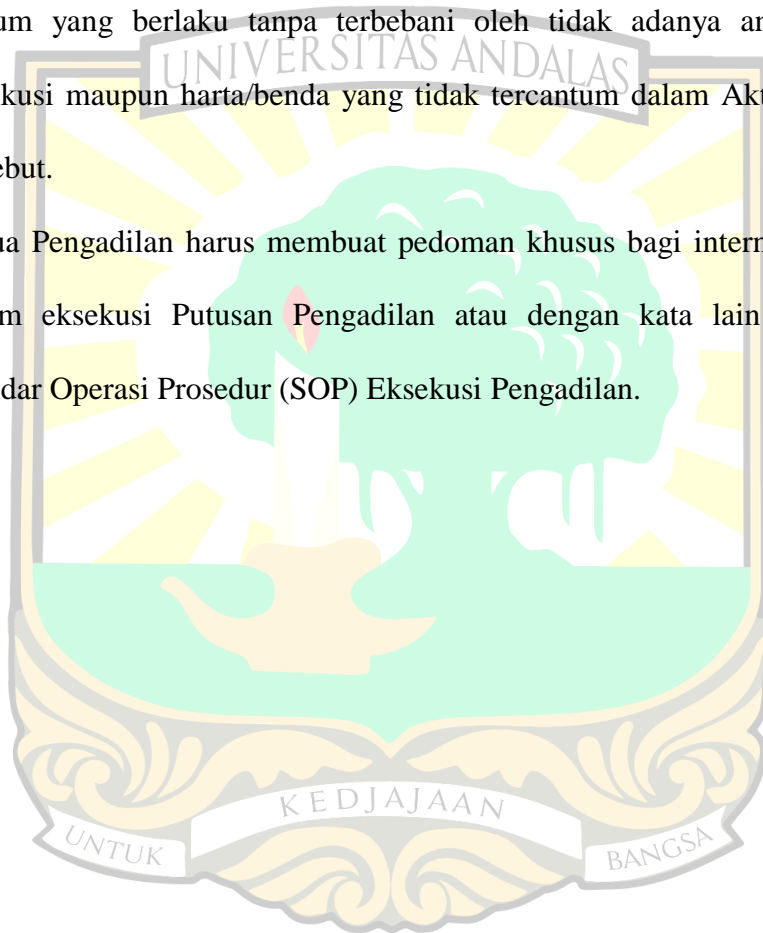 um yang berlaku tanpa terbebani oleh tidak adanya an
UNIVERSITAS ANDALAS
kusi maupun harta/benda yang tidak tercantum dalam Akt
ebut.
ua Pengadilan harus membuat pedoman khusus bagi intern
m eksekusi Putusan Pengadilan atau dengan kata lain
dar Operasi Prosedur (SOP) Eksekusi Pengadilan.
KEDJAJAAN
UNTUK
BANGSA